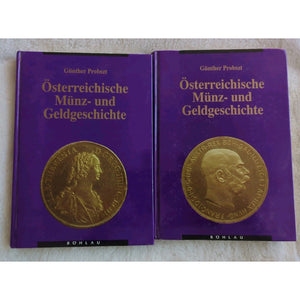 Günther Probszt
Österreichische
Münz- und
Geldgeschichte
BÖHLAU
Günther Probszt
Österreichische
Münz- und
Geldgeschichte
BÖHLAU